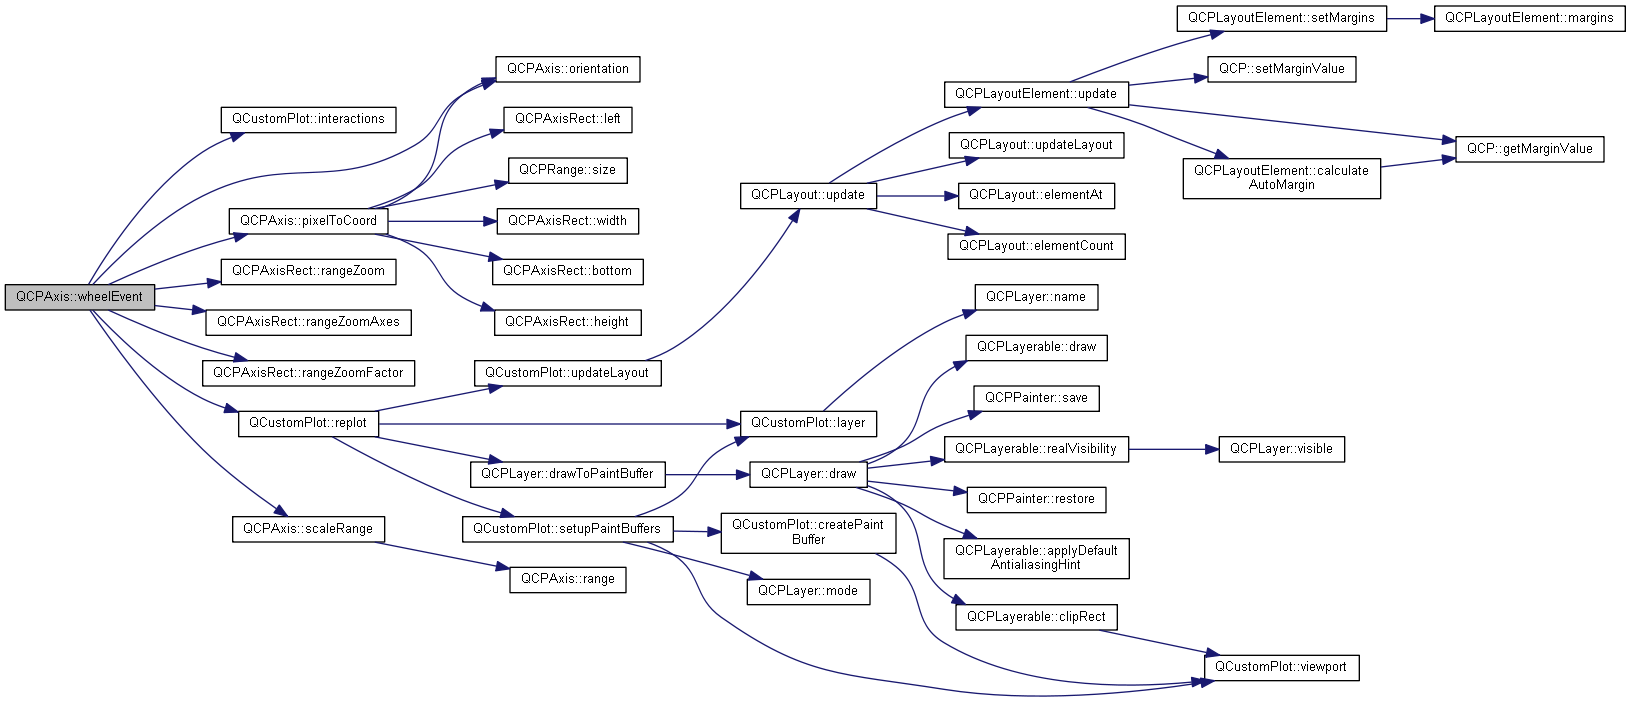 QCPLayoutElement::setMargins
QCPLayoutElement::margins
QCPAxis::orientation
QCP::setMarginValue
QCPLayoutElement::update
QCustomPlot::interactions
QCPAxisRect::left
QCPLayout::updateLayout
QCP::getMarginValue
QCPRange::size
QCPLayoutElement::calculate
AutoMargin
QCPLayout::update
QCPLayout::elementAt
QCPAxis::pixelToCoord
QCPAxisRect::width
QCPLayout::elementCount
QCPAxisRect::rangeZoom
QCPAxisRect::bottom
QCPAxis::wheelEvent
QCPLayer::name
QCPAxisRect::rangeZoomAxes
QCPAxisRect::height
QCPLayerable::draw
QCPAxisRect::rangeZoomFactor
QCustomPlot::updateLayout
QCPPainter::save
QCustomPlot::replot
QCustomPlot::layer
QCPLayerable::realVisibility
QCPLayer::visible
QCPLayer::drawToPaintBuffer
QCPLayer::draw
QCPPainter::restore
QCPAxis::scaleRange
QCustomPlot::setupPaintBuffers
QCustomPlot::createPaint
Buffer
QCPLayerable::applyDefault
AntialiasingHint
QCPAxis::range
QCPLayer::mode
QCPLayerable::clipRect
QCustomPlot::viewport